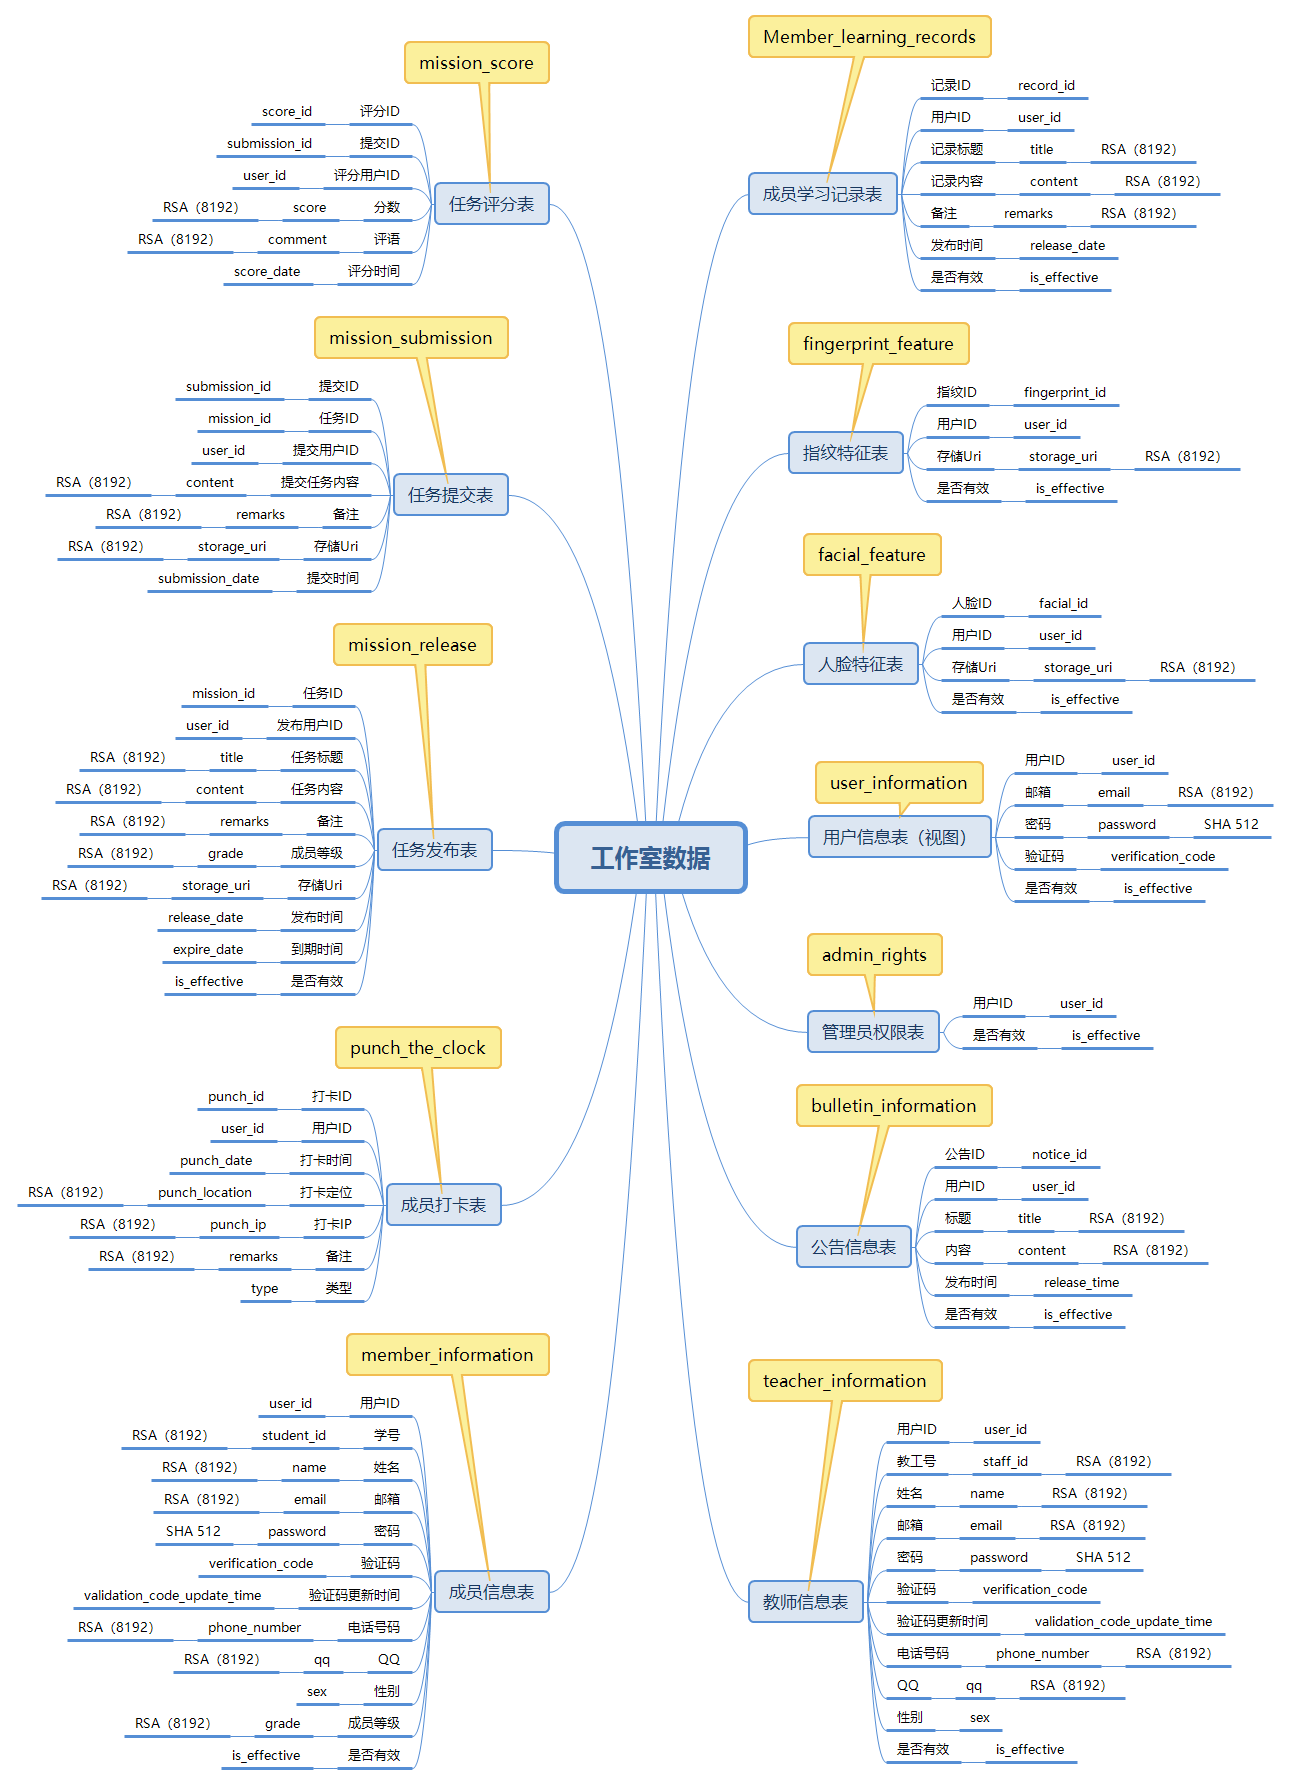 工作室数据
mission_score
任务评分表
评分ID score_id
提交ID submission_id
评分用户ID user_id
分数 score RSA（8192）
评语 comment RSA（8192）
评分时间 score_date
mission_submission
任务提交表
提交ID submission_id
任务ID mission_id
提交用户ID user_id
提交任务内容 content RSA（8192）
备注 remarks RSA（8192）
存储Uri storage_uri RSA（8192）
提交时间 submission_date
mission_release
任务发布表
任务ID mission_id
发布用户ID user_id
任务标题 title RSA（8192）
任务内容 content RSA（8192）
备注 remarks RSA（8192）
成员等级 grade RSA（8192）
存储Uri storage_uri RSA（8192）
发布时间 release_date
到期时间 expire_date
是否有效 is_effective
punch_the_clock
成员打卡表
打卡ID punch_id
用户ID user_id
打卡时间 punch_date
打卡定位 punch_location RSA（8192）
打卡IP punch_ip RSA（8192）
备注 remarks RSA（8192）
类型 type
member_information
成员信息表
用户ID user_id
学号 student_id RSA（8192）
姓名 name RSA（8192）
邮箱 email RSA（8192）
密码 password SHA 512
验证码 verification_code
验证码更新时间 validation_code_update_time
电话号码 phone_number RSA（8192）
QQ qq RSA（8192）
性别 sex
成员等级 grade RSA（8192）
是否有效 is_effective
Member_learning_records
成员学习记录表
记录ID record_id
用户ID user_id
记录标题 title RSA（8192）
记录内容 content RSA（8192）
备注 remarks RSA（8192）
发布时间 release_date
是否有效 is_effective
fingerprint_feature
指纹特征表
指纹ID fingerprint_id
用户ID user_id
存储Uri storage_uri RSA（8192）
是否有效 is_effective
facial_feature
人脸特征表
人脸ID facial_id
用户ID user_id
存储Uri storage_uri RSA（8192）
是否有效 is_effective
user_information
用户信息表（视图）
用户ID user_id
邮箱 email RSA（8192）
密码 password SHA 512
验证码 verification_code
是否有效 is_effective
admin_rights
管理员权限表
用户ID user_id
是否有效 is_effective
bulletin_information
公告信息表
公告ID notice_id
用户ID user_id
标题 title RSA（8192）
内容 content RSA（8192）
发布时间 release_time
是否有效 is_effective
teacher_information
教师信息表
用户ID user_id
教工号 staff_id RSA（8192）
姓名 name RSA（8192）
邮箱 email RSA（8192）
密码 password SHA 512
验证码 verification_code
验证码更新时间 validation_code_update_time
电话号码 phone_number RSA（8192）
QQ qq RSA（8192）
性别 sex
是否有效 is_effective